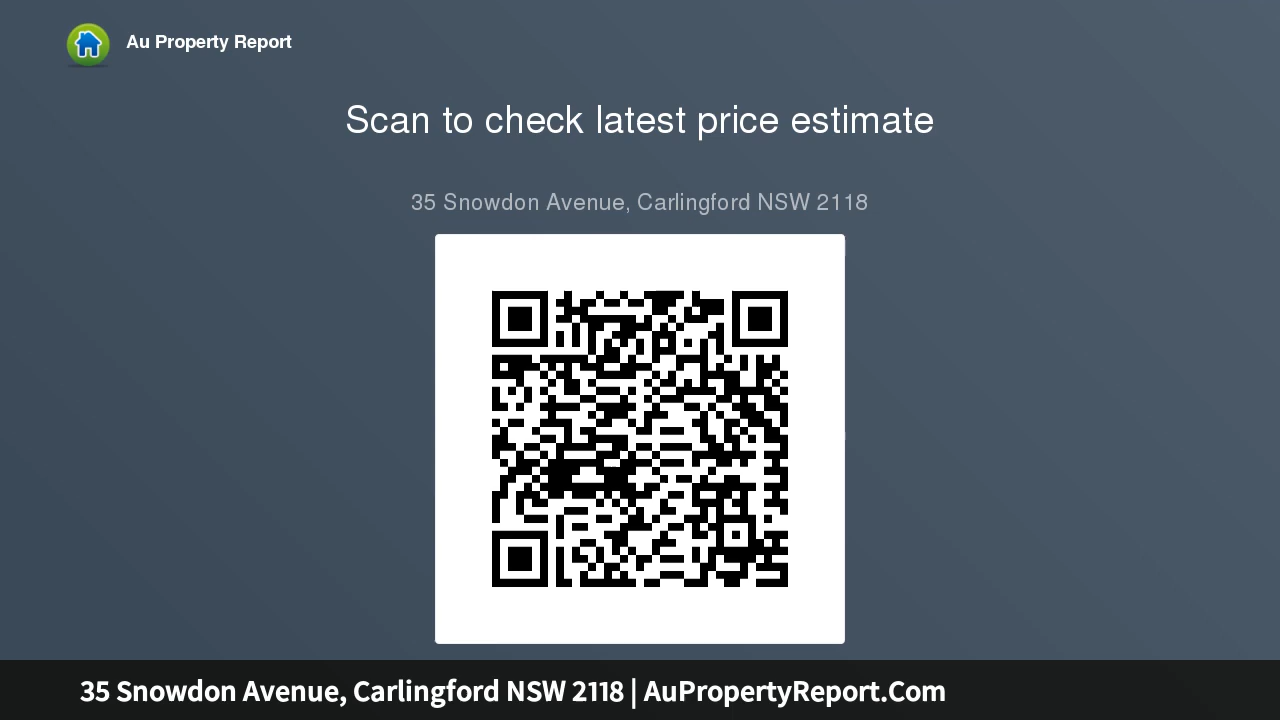 Au Property Report
Scan to check latest price estimate
35 Snowdon Avenue, Carlingford NSW 2118
35 Snowdon Avenue, Carlingford NSW 2118 | AuPropertyReport.Com